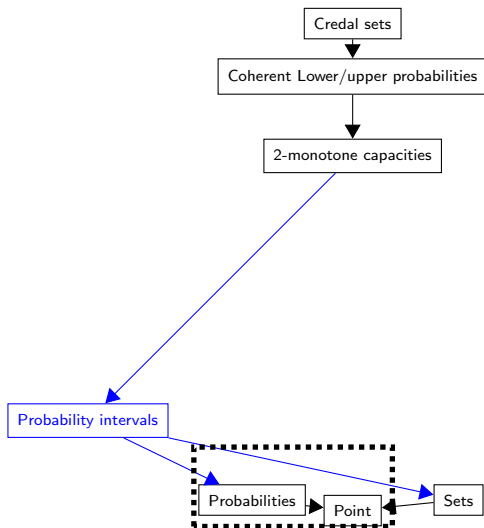 Credal sets
Coherent Lower/upper probabilities
2-monotone capacities
Probability intervals
Probabilities
Point
Sets